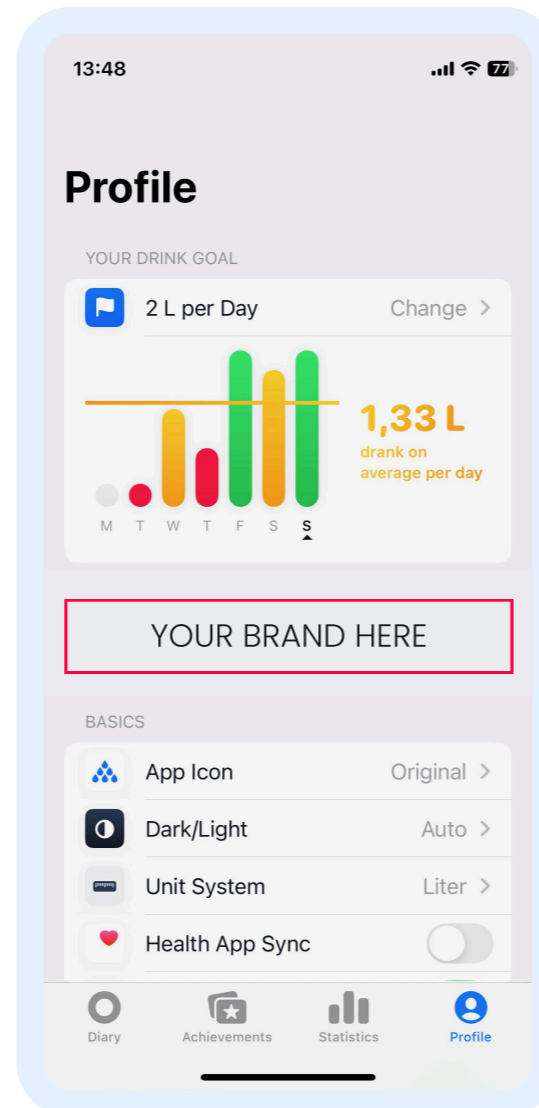 13:48
77
Profile
YOUR DRINK GOAL
2 L per Day
Change
1,33 L
drank on
average per day
M T W T F S S
YOUR BRAND HERE
BASICS
App Icon
Original
Dark/Light
Auto
Unit System
Liter
Health App Sync
Diary
Achievements
Statistics
Profile